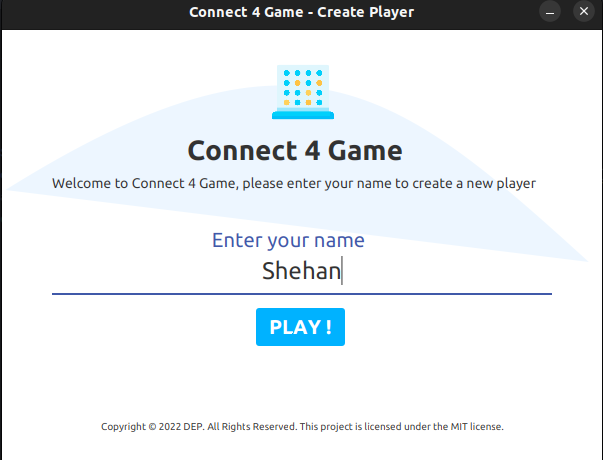 Connect 4 Game - Create Player
Connect 4 Game
Welcome to Connect 4 Game, please enter your name to create a new player
Enter your name
Shehan
PLAY !
Copyright © 2022 DEP. All Rights Reserved. This project is licensed under the MIT license.